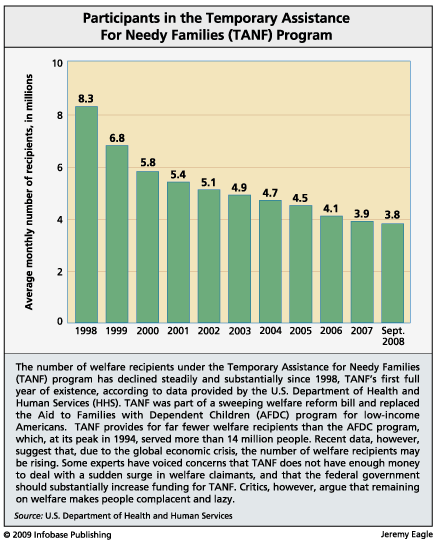 Participants in the Temporary Assistance
For Needy Families (TANF) Program
Average monthly number of recipients, in millions
10
8
6
4
2
0
8.3
6.8
5.8
5.4
5.1
4.9
4.7
4.5
4.1
3.9
3.8
1998 1999 2000 2001 2002 2003 2004 2005 2006 2007 Sept.
2008
The number of welfare recipients under the Temporary Assistance for Needy Families
(TANF) program has declined steadily and substantially since 1998, TANF's first full
year of existence, according to data provided by the U.S. Department of Health and
Human Services (HHS). TANF was part of a sweeping welfare reform bill and replaced
the Aid to Families with Dependent Children (AFDC) program for low-income
Americans. TANF provides for far fewer welfare recipients than the AFDC program,
which, at its peak in 1994, served more than 14 million people. Recent data, however,
suggest that, due to the global economic crisis, the number of welfare recipients may
be rising. Some experts have voiced concerns that TANF does not have enough money
to deal with a sudden surge in welfare claimants, and that the federal government
should substantially increase funding for TANF. Critics, however, argue that remaining
on welfare makes people complacent and lazy.
Source: U.S. Department of Health and Human Services
© 2009 Infobase Publishing
Jeremy Eagle